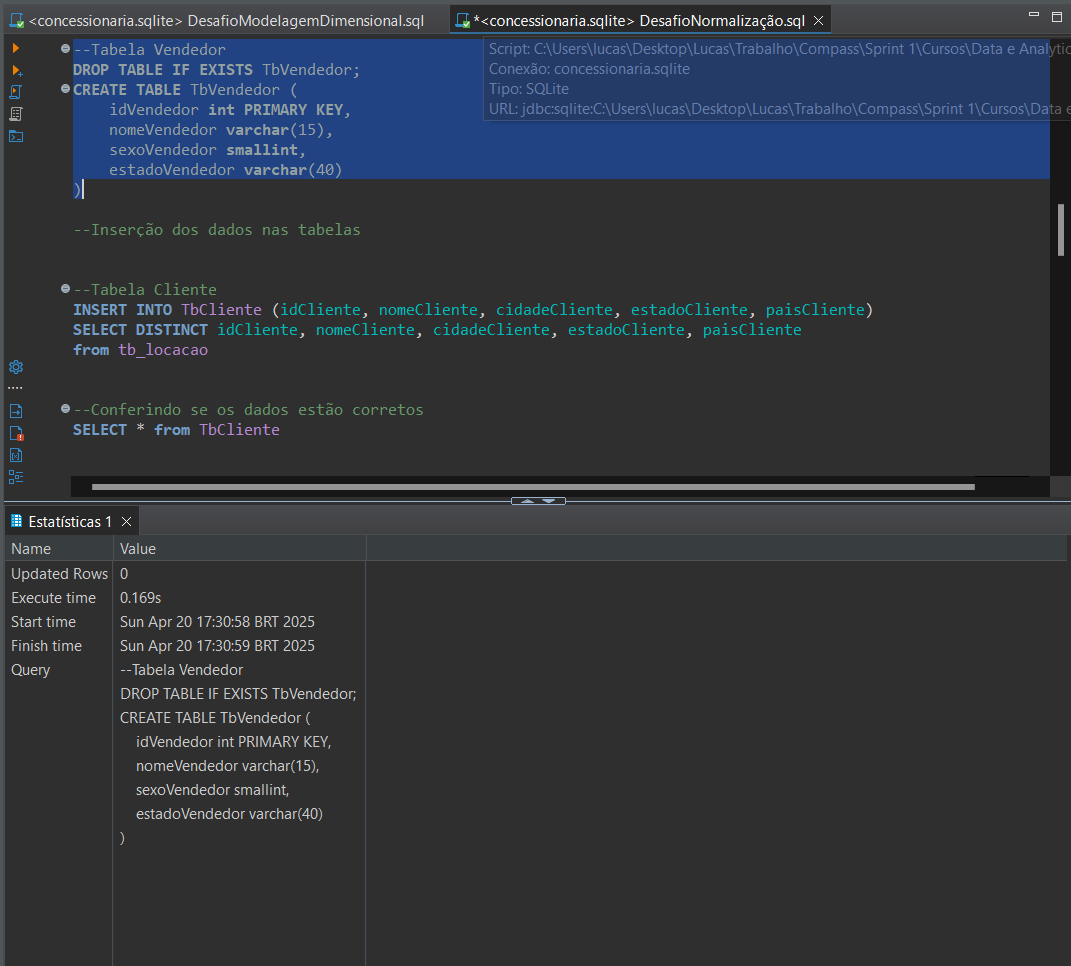 <concessionaria.sqlite> DesafioModelagemDimensional.sql
*<concessionaria.sqlite> DesafioNormalização.sql
--Tabela Vendedor
DROP TABLE IF EXISTS TbVendedor;
CREATE TABLE TbVendedor (
idVendedor int PRIMARY KEY,
nomeVendedor varchar(15),
sexoVendedor smallint,
estadoVendedor varchar(40)
)
Script: C:\Users\lucas\Desktop\Lucas\Trabalho\Compass\Sprint 1\Cursos\Data e Analytic
Conexão: concessionaria.sqlite
Tipo: SQLite
URL: jdbc:sqlite:C:\Users\lucas\Desktop\Lucas\Trabalho\Compass\Sprint 1\Cursos\Data e
--Inserção dos dados nas tabelas
--Tabela Cliente
INSERT INTO TbCliente (idCliente, nomeCliente, cidadeCliente, estadoCliente, paisCliente)
SELECT DISTINCT idCliente, nomeCliente, cidadeCliente, estadoCliente, paisCliente
from tb_locacao
--Conferindo se os dados estão corretos
SELECT * from TbCliente
Estatísticas 1
Name Value
Updated Rows 0
Execute time 0.169s
Start time Sun Apr 20 17:30:58 BRT 2025
Finish time Sun Apr 20 17:30:59 BRT 2025
Query --Tabela Vendedor
DROP TABLE IF EXISTS TbVendedor;
CREATE TABLE TbVendedor (
idVendedor int PRIMARY KEY,
nomeVendedor varchar(15),
sexoVendedor smallint,
estadoVendedor varchar(40)
)